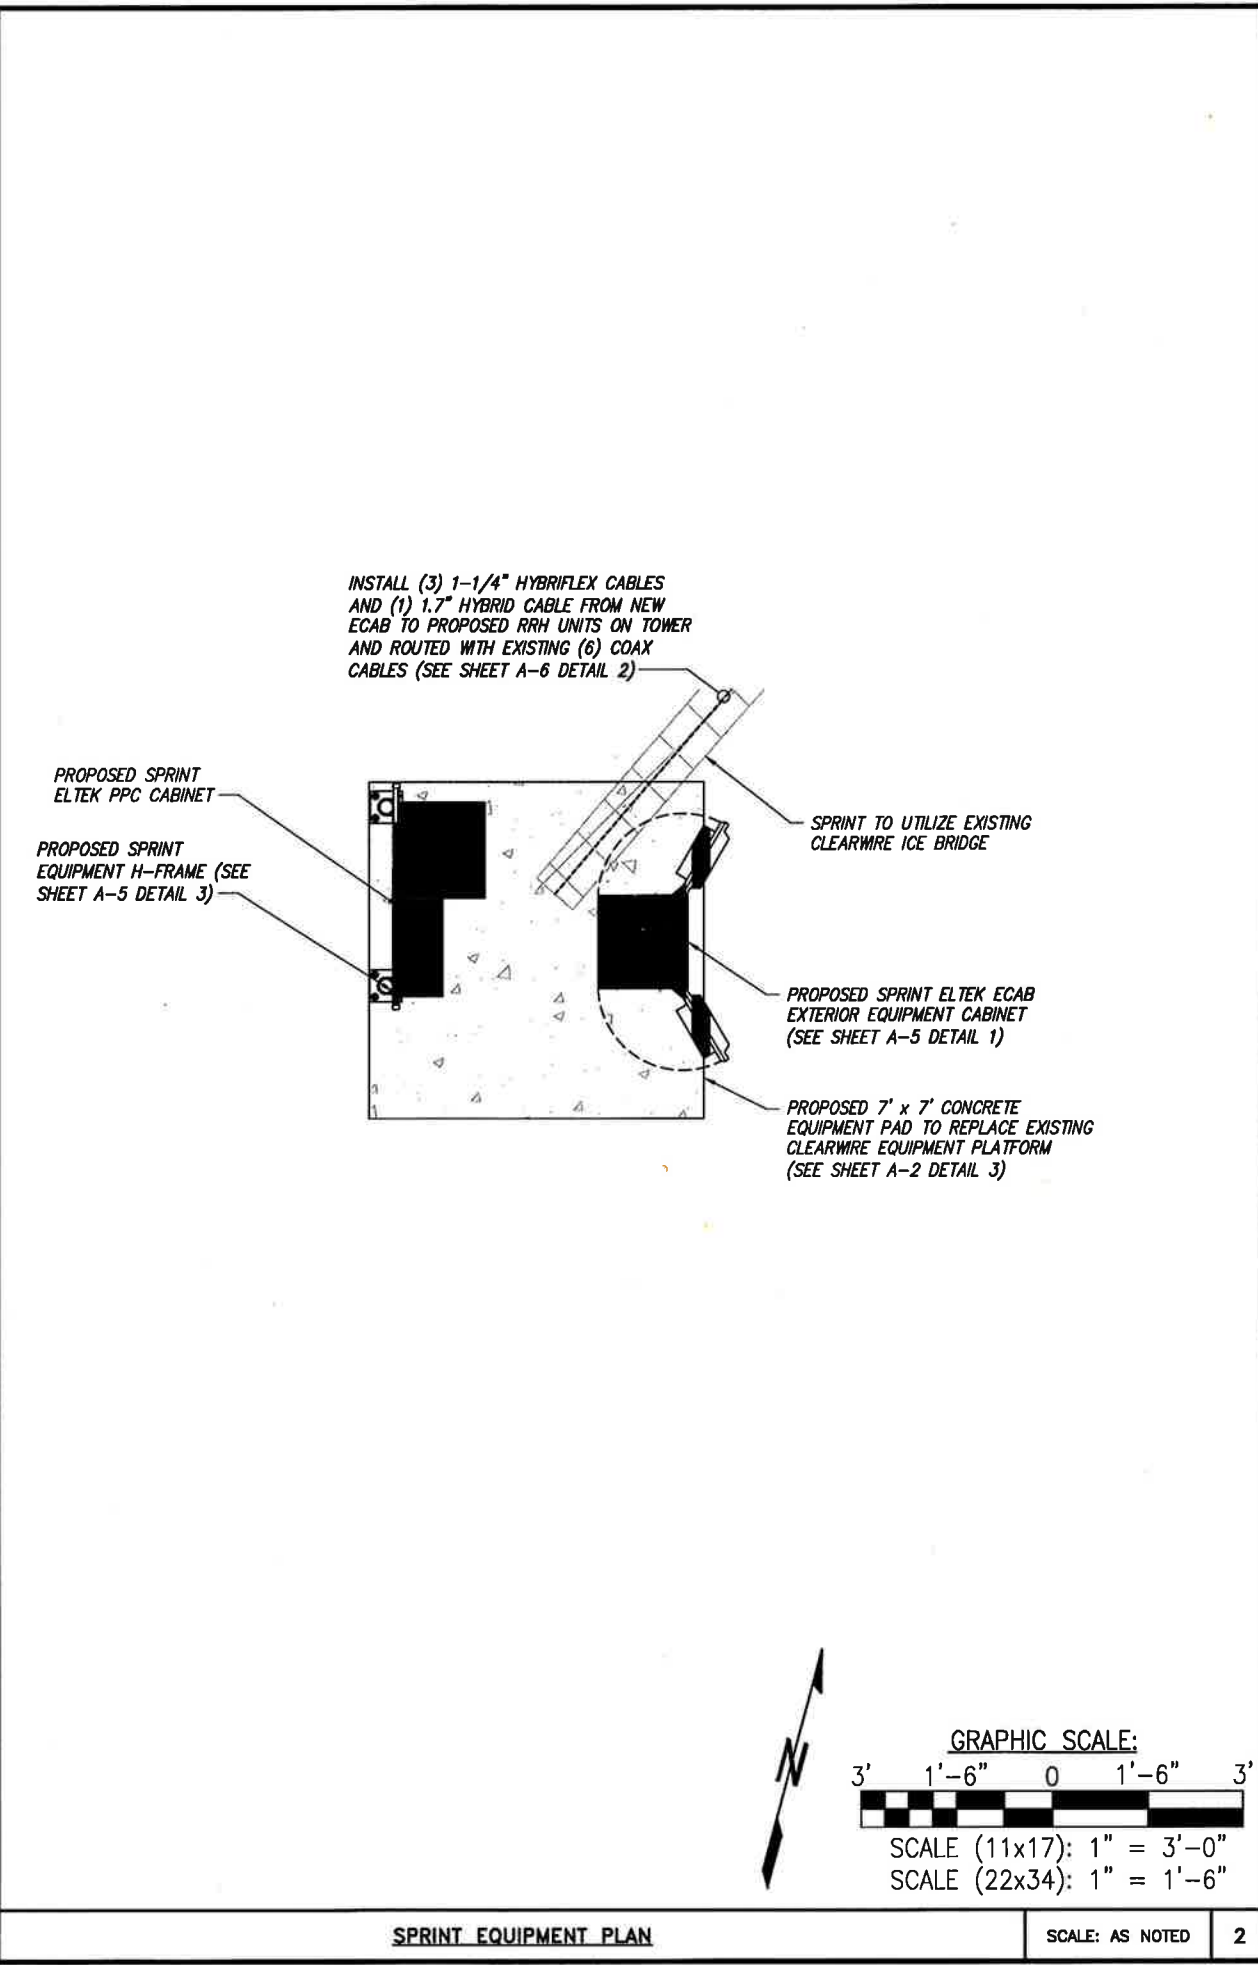 INSTALL (3) 1-1/4" HYBRIFLEX CABLES
AND (1) 1.7" HYBRID CABLE FROM NEW
ECAB TO PROPOSED RRH UNITS ON TOWER
AND ROUTED WITH EXISTING (6) COAX
CABLES (SEE SHEET A-6 DETAIL 2)
PROPOSED SPRINT
ELTEK PPC CABINET
PROPOSED SPRINT
EQUIPMENT H-FRAME (SEE
SHEET A-5 DETAIL 3)
SPRINT TO UTILIZE EXISTING
CLEARWIRE ICE BRIDGE
PROPOSED SPRINT ELTEK ECAB
EXTERIOR EQUIPMENT CABINET
(SEE SHEET A-5 DETAIL 1)
PROPOSED 7' x 7' CONCRETE
EQUIPMENT PAD TO REPLACE EXISTING
CLEARWIRE EQUIPMENT PLATFORM
(SEE SHEET A-2 DETAIL 3)
N
GRAPHIC SCALE:
3' 1'-6" 0 1'-6" 3'
SCALE (11x17): 1" = 3'-0"
SCALE (22x34): 1" = 1'-6"
SPRINT EQUIPMENT PLAN
SCALE: AS NOTED
2